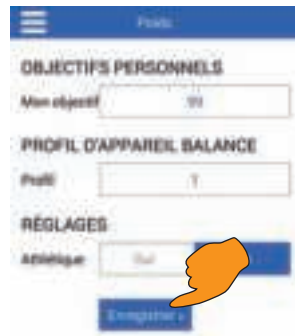 Poids
OBJECTIFS PERSONNELS
Mon objectif
PROFIL D'APPAREIL BALANCE
Profil 1
RÉGLAGES
Athlétique Oui
Enregistrer